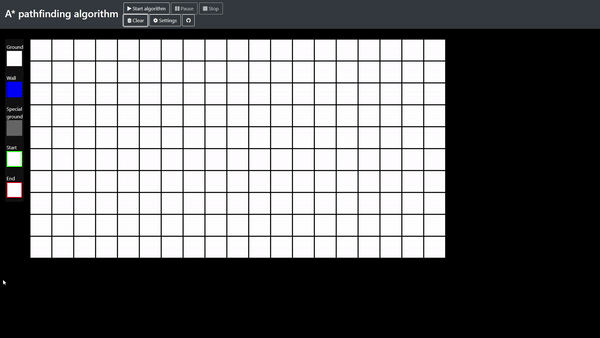 A* pathfinding algorithm
Start algorithm Pause Stop
Clear Settings
Ground
Wall
Special
ground
Start
End